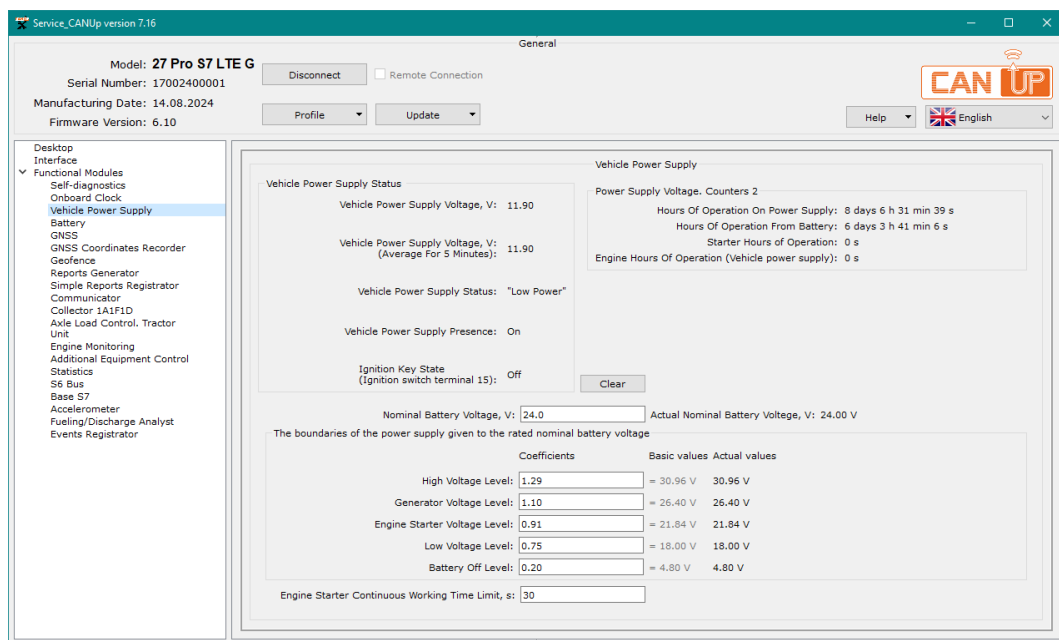 Service_CANUp version 7.16
General
Model: 27 Pro S7 LTE G
Serial Number: 17002400001
Manufacturing Date: 14.08.2024
Firmware Version: 6.10
Disconnect
Remote Connection
Profile
Update
CAN UP
Help
English
Desktop
Interface
Functional Modules
Self-diagnostics
Onboard Clock
Vehicle Power Supply
Battery
GNSS
GNSS Coordinates Recorder
Geofence
Reports Generator
Simple Reports Registrator
Communicator
Collector 1A1F1D
Axle Load Control. Tractor
Unit
Engine Monitoring
Additional Equipment Control
Statistics
S6 Bus
Base S7
Accelerometer
Fueling/Discharge Analyst
Events Registrator
Vehicle Power Supply
Vehicle Power Supply Status
Vehicle Power Supply Voltage, V: 11.90
Vehicle Power Supply Voltage, V:
(Average For 5 Minutes): 11.90
Vehicle Power Supply Status: "Low Power"
Vehicle Power Supply Presence: On
Ignition Key State
(Ignition switch terminal 15): Off
Power Supply Voltage. Counters 2
Hours Of Operation On Power Supply: 8 days 6 h 31 min 39 s
Hours Of Operation From Battery: 6 days 3 h 41 min 6 s
Starter Hours of Operation: 0 s
Engine Hours Of Operation (Vehicle power supply): 0 s
Clear
Nominal Battery Voltage, V: 24.0 Actual Nominal Battery Voltege, V: 24.00 V
The boundaries of the power supply given to the rated nominal battery voltage
Coefficients Basic values Actual values
High Voltage Level: 1.29 = 30.96 V 30.96 V
Generator Voltage Level: 1.10 = 26.40 V 26.40 V
Engine Starter Voltage Level: 0.91 = 21.84 V 21.84 V
Low Voltage Level: 0.75 = 18.00 V 18.00 V
Battery Off Level: 0.20 = 4.80 V 4.80 V
Engine Starter Continuous Working Time Limit, s: 30